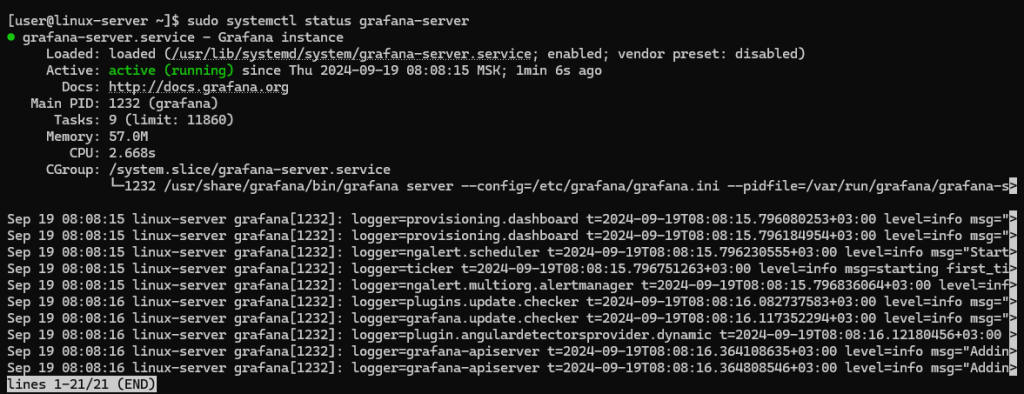 [user@linux-server ~]$ sudo systemctl status grafana-server
● grafana-server.service - Grafana instance
     Loaded: loaded (/usr/lib/systemd/system/grafana-server.service; enabled; vendor preset: disabled)
     Active: active (running) since Thu 2024-09-19 08:08:15 MSK; 1min 6s ago
       Docs: http://docs.grafana.org
   Main PID: 1232 (grafana)
      Tasks: 9 (limit: 11860)
     Memory: 57.0M
        CPU: 2.668s
     CGroup: /system.slice/grafana-server.service
             └─1232 /usr/share/grafana/bin/grafana server --config=/etc/grafana/grafana.ini --pidfile=/var/run/grafana/grafana-s>
Sep 19 08:08:15 linux-server grafana[1232]: logger=provisioning.dashboard t=2024-09-19T08:08:15.796080253+03:00 level=info msg=">
Sep 19 08:08:15 linux-server grafana[1232]: logger=provisioning.dashboard t=2024-09-19T08:08:15.796184954+03:00 level=info msg=">
Sep 19 08:08:15 linux-server grafana[1232]: logger=ngalert.scheduler t=2024-09-19T08:08:15.796230555+03:00 level=info msg="Start>
Sep 19 08:08:15 linux-server grafana[1232]: logger=ticker t=2024-09-19T08:08:15.796751263+03:00 level=info msg=starting first_ti>
Sep 19 08:08:15 linux-server grafana[1232]: logger=ngalert.multiorg.alertmanager t=2024-09-19T08:08:15.796836064+03:00 level=inf>
Sep 19 08:08:16 linux-server grafana[1232]: logger=plugins.update.checker t=2024-09-19T08:08:16.082737583+03:00 level=info msg=">
Sep 19 08:08:16 linux-server grafana[1232]: logger=grafana.update.checker t=2024-09-19T08:08:16.117352294+03:00 level=info msg=">
Sep 19 08:08:16 linux-server grafana[1232]: logger=plugin.angulardetectorsprovider.dynamic t=2024-09-19T08:08:16.12180456+03:00 >
Sep 19 08:08:16 linux-server grafana[1232]: logger=grafana-apiserver t=2024-09-19T08:08:16.364108635+03:00 level=info msg="Addin>
Sep 19 08:08:16 linux-server grafana[1232]: logger=grafana-apiserver t=2024-09-19T08:08:16.364808546+03:00 level=info msg="Addin>
lines 1-21/21 (END)